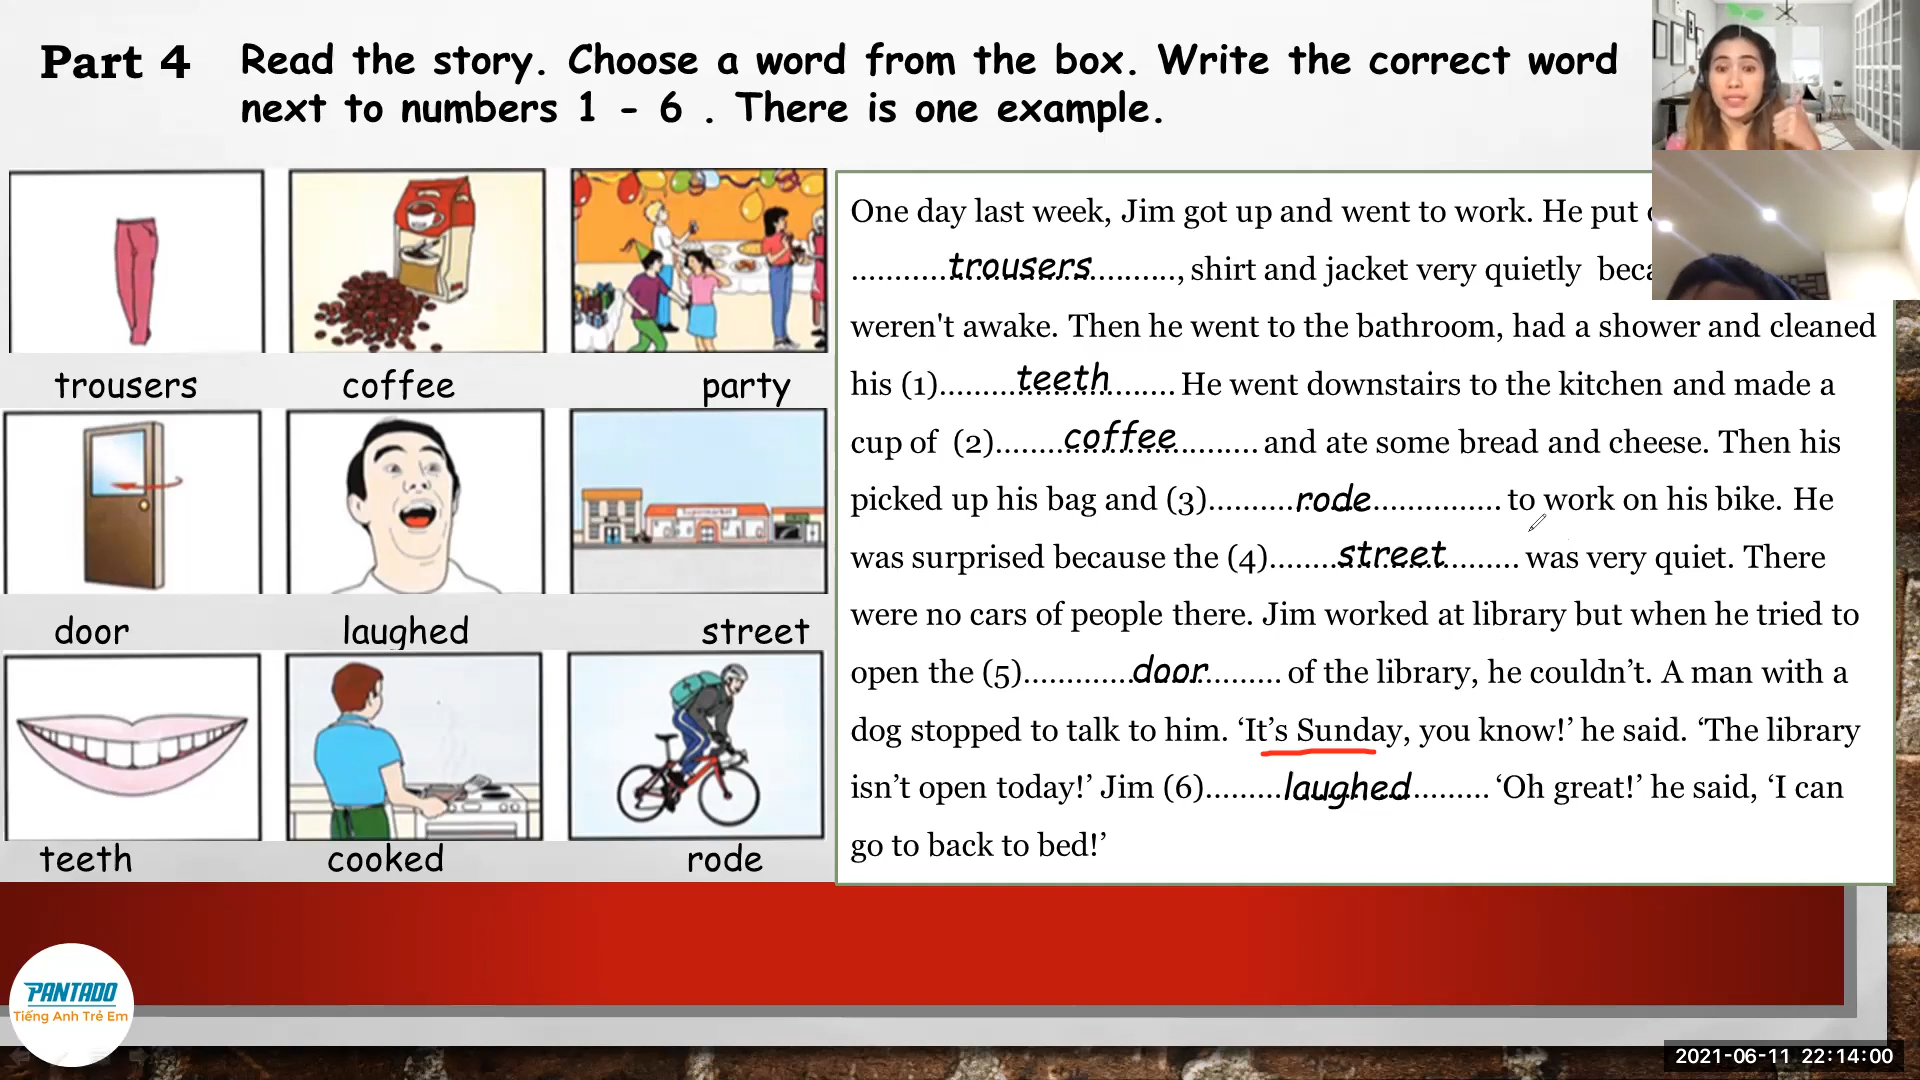 Part 4
Read the story. Choose a word from the box. Write the correct word
next to numbers 1 - 6 . There is one example.
trousers
coffee
party
Supermarket
door
laughed
street
teeth
cooked
rode
One day last week, Jim got up and went to work. He put
...........trousers..........., shirt and jacket very quietly
weren't awake. Then he went to the bathroom, had a shower and cleaned
his (1).........teeth........ He went downstairs to the kitchen and made a
cup of (2).......coffee......... and ate some bread and cheese. Then his
picked up his bag and (3)..........rode............... to work on his bike. He
was surprised because the (4)........street......... was very quiet. There
were no cars of people there. Jim worked at library but when he tried to
open the (5)............door......... of the library, he couldn’t. A man with a
dog stopped to talk to him. ‘It’s Sunday, you know!’ he said. ‘The library
isn’t open today!’ Jim (6).........laughed......... ‘Oh great!’ he said, ‘I can
go to back to bed!’
PANTADO
Tiếng Anh Trẻ Em
2021-06-11 22:14:00